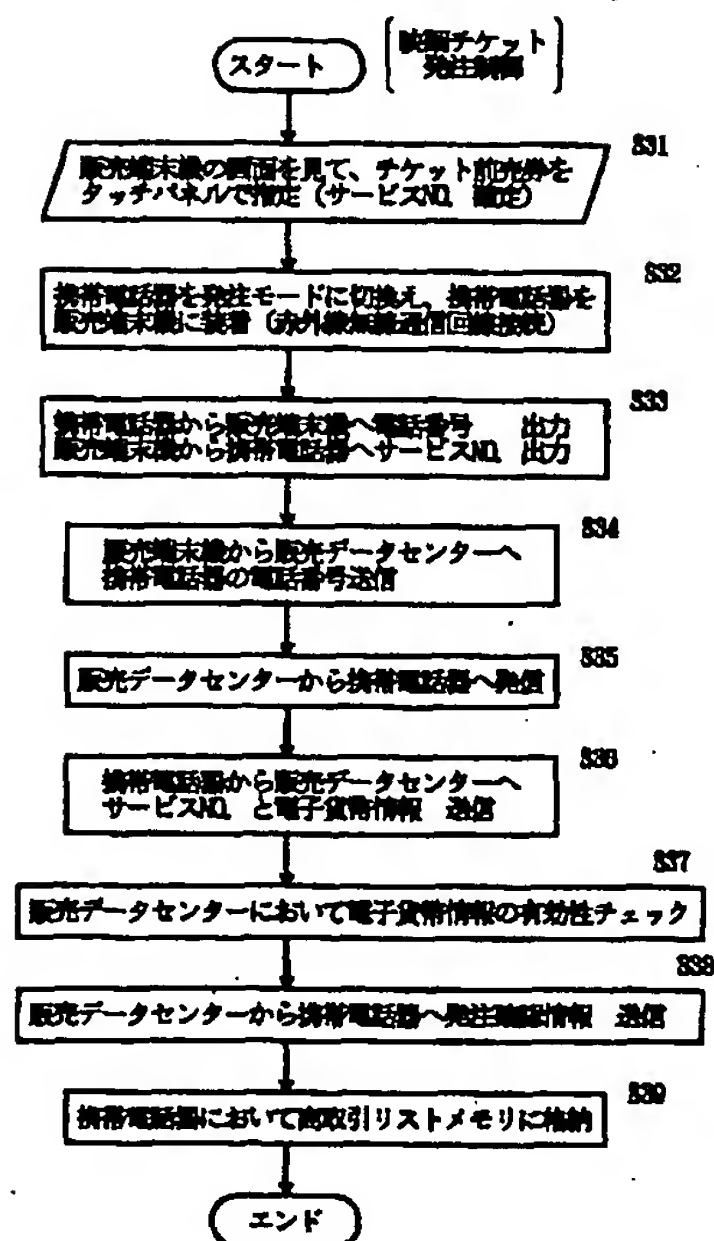 スタート
映画チケット
発注制御
S31
販売端末機の画面を見て、チケット前売券を
タッチパネルで指定（サービスNO. 確定）
S32
携帯電話器を発注モードに切換え、携帯電話器を
販売端末機に装着（赤外線無線通信回線接続）
S33
携帯電話器から販売端末機へ電話番号 出力
販売端末機から携帯電話器へサービスNO. 出力
S34
販売端末機から販売データセンターへ
携帯電話器の電話番号送信
S35
販売データセンターから携帯電話器へ発信
S36
携帯電話器から販売データセンターへ
サービスNO. と電子貨幣情報 送信
S37
販売データセンターにおいて電子貨幣情報の有効性チェック
S38
販売データセンターから携帯電話器へ発注確認情報 送信
S39
携帯電話器において商取引リストメモリに格納
エンド